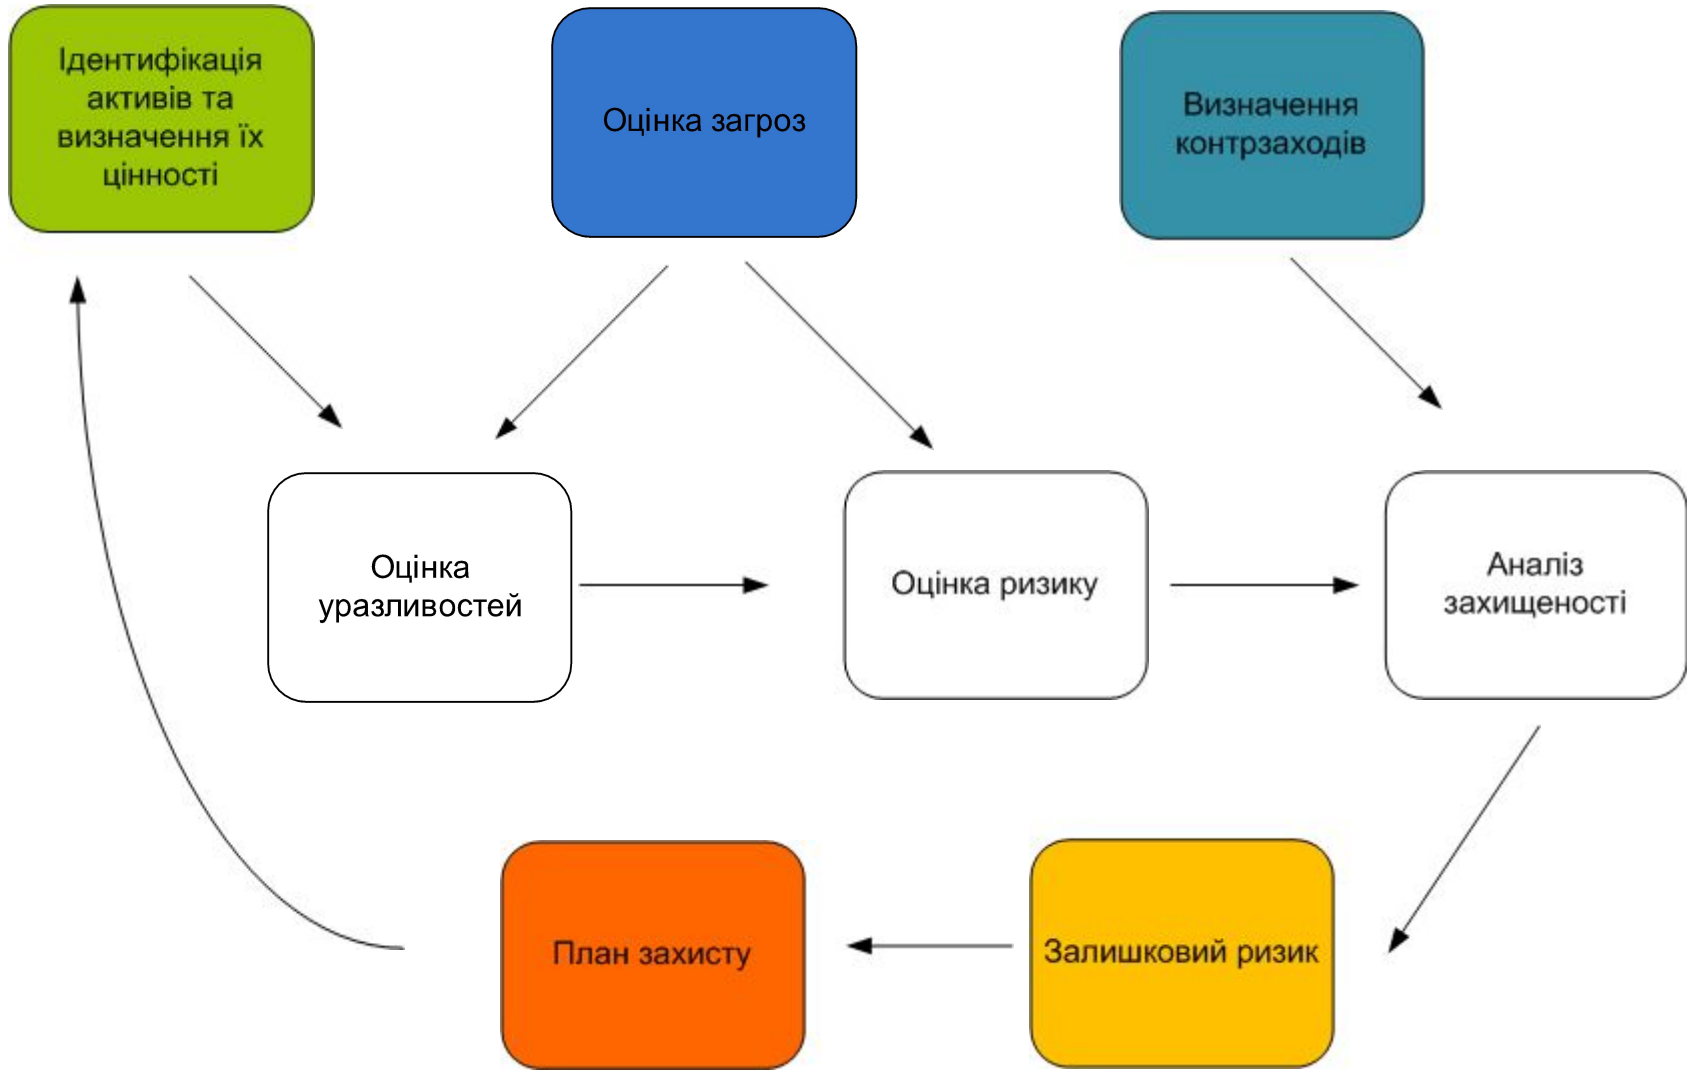 Ідентифікація
активів та
визначення їх
цінності
Оцінка загроз
Визначення
контрзаходів
Оцінка
уразливостей
Оцінка ризику
Аналіз
захищеності
План захисту
Залишковий ризик